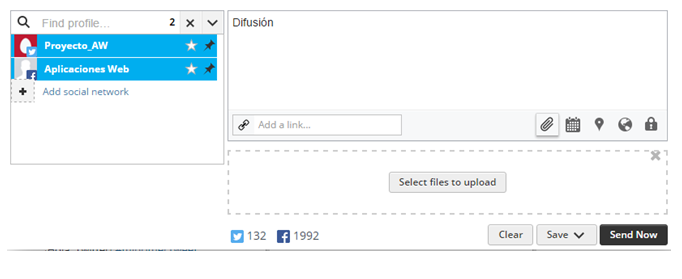 Find profile... 2
Proyecto_AW
Aplicaciones Web
Add social network
Difusión
Add a link...
Select files to upload
132 1992 Clear Save Send Now